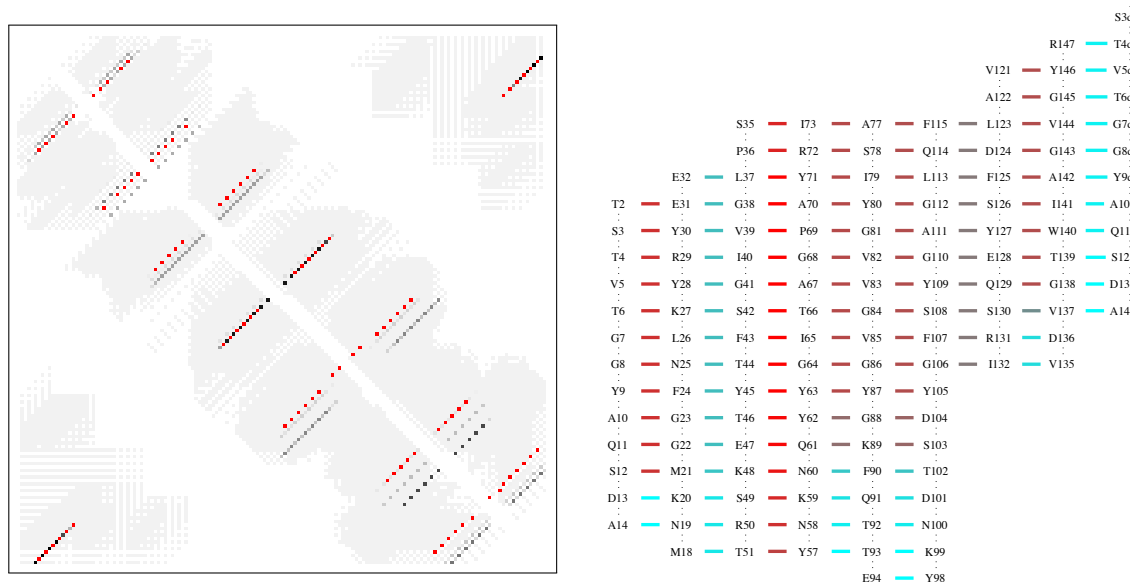 S3
R147 T4
V121 Y146 V5
A122 G145 T6
S35 I73 A77 F115 L123 V144 G7
P36 R72 S78 Q114 D124 G143 G8
E32 L37 Y71 I79 L113 F125 A142 Y9
T2 E31 G38 A70 Y80 G112 S126 I141 A10
S3 Y30 V39 P69 G81 A111 Y127 W140 Q11
T4 R29 I40 G68 V82 G110 E128 T139 S12
V5 Y28 G41 A67 V83 Y109 Q129 G138 D13
T6 K27 S42 T66 G84 S108 S130 V137 A14
G7 L26 F43 I65 V85 F107 R131 D136
G8 N25 T44 G64 G86 G106 I132 V135
Y9 F24 Y45 Y63 Y87 Y105
A10 G23 T46 Y62 G88 D104
Q11 G22 E47 Q61 K89 S103
S12 M21 K48 N60 F90 T102
D13 K20 S49 K59 Q91 D101
A14 N19 R50 N58 T92 N100
M18 T51 Y57 T93 K99
E94 Y98